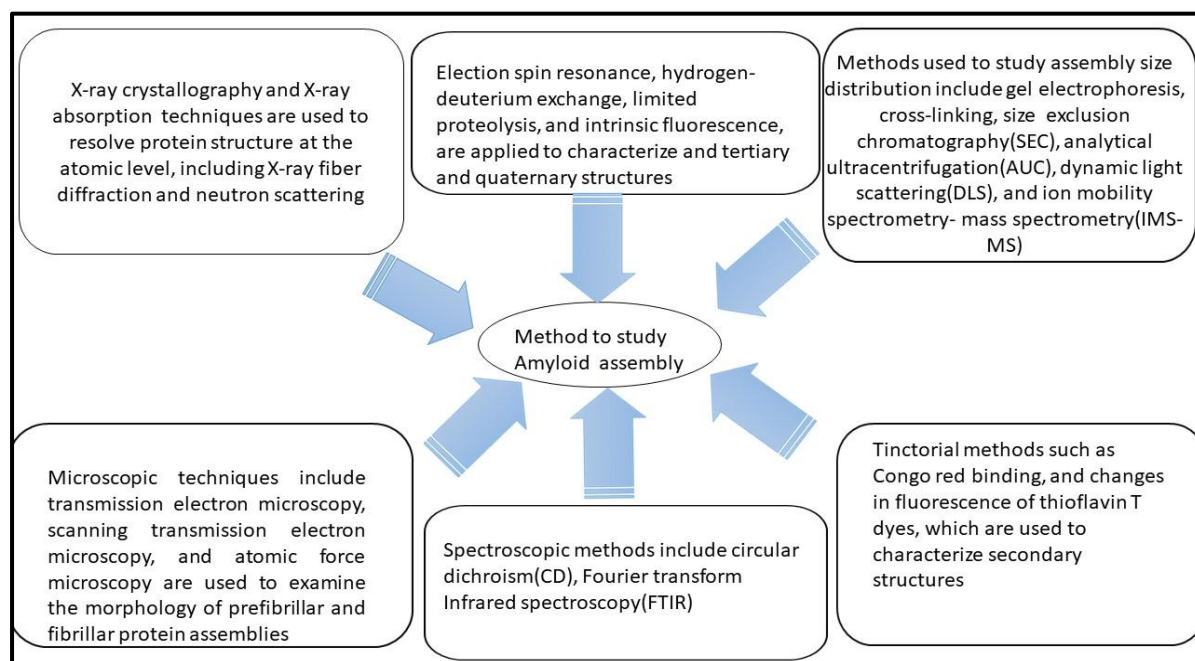 X-ray crystallography and X-ray
absorption techniques are used to
resolve protein structure at the
atomic level, including X-ray fiber
diffraction and neutron scattering
Election spin resonance, hydrogen-
deuterium exchange, limited
proteolysis, and intrinsic fluorescence,
are applied to characterize and tertiary
and quaternary structures
Methods used to study assembly size
distribution include gel electrophoresis,
cross-linking, size exclusion
chromatography(SEC), analytical
ultracentrifugation(AUC), dynamic light
scattering(DLS), and ion mobility
spectrometry- mass spectrometry(IMS-
MS)
Method to study
Amyloid assembly
Microscopic techniques include
transmission electron microscopy,
scanning transmission electron
microscopy, and atomic force
microscopy are used to examine
the morphology of prefibrillar and
fibrillar protein assemblies
Spectroscopic methods include circular
dichroism(CD), Fourier transform
Infrared spectroscopy(FTIR)
Tinctorial methods such as
Congo red binding, and changes
in fluorescence of thioflavin T
dyes, which are used to
characterize secondary
structures